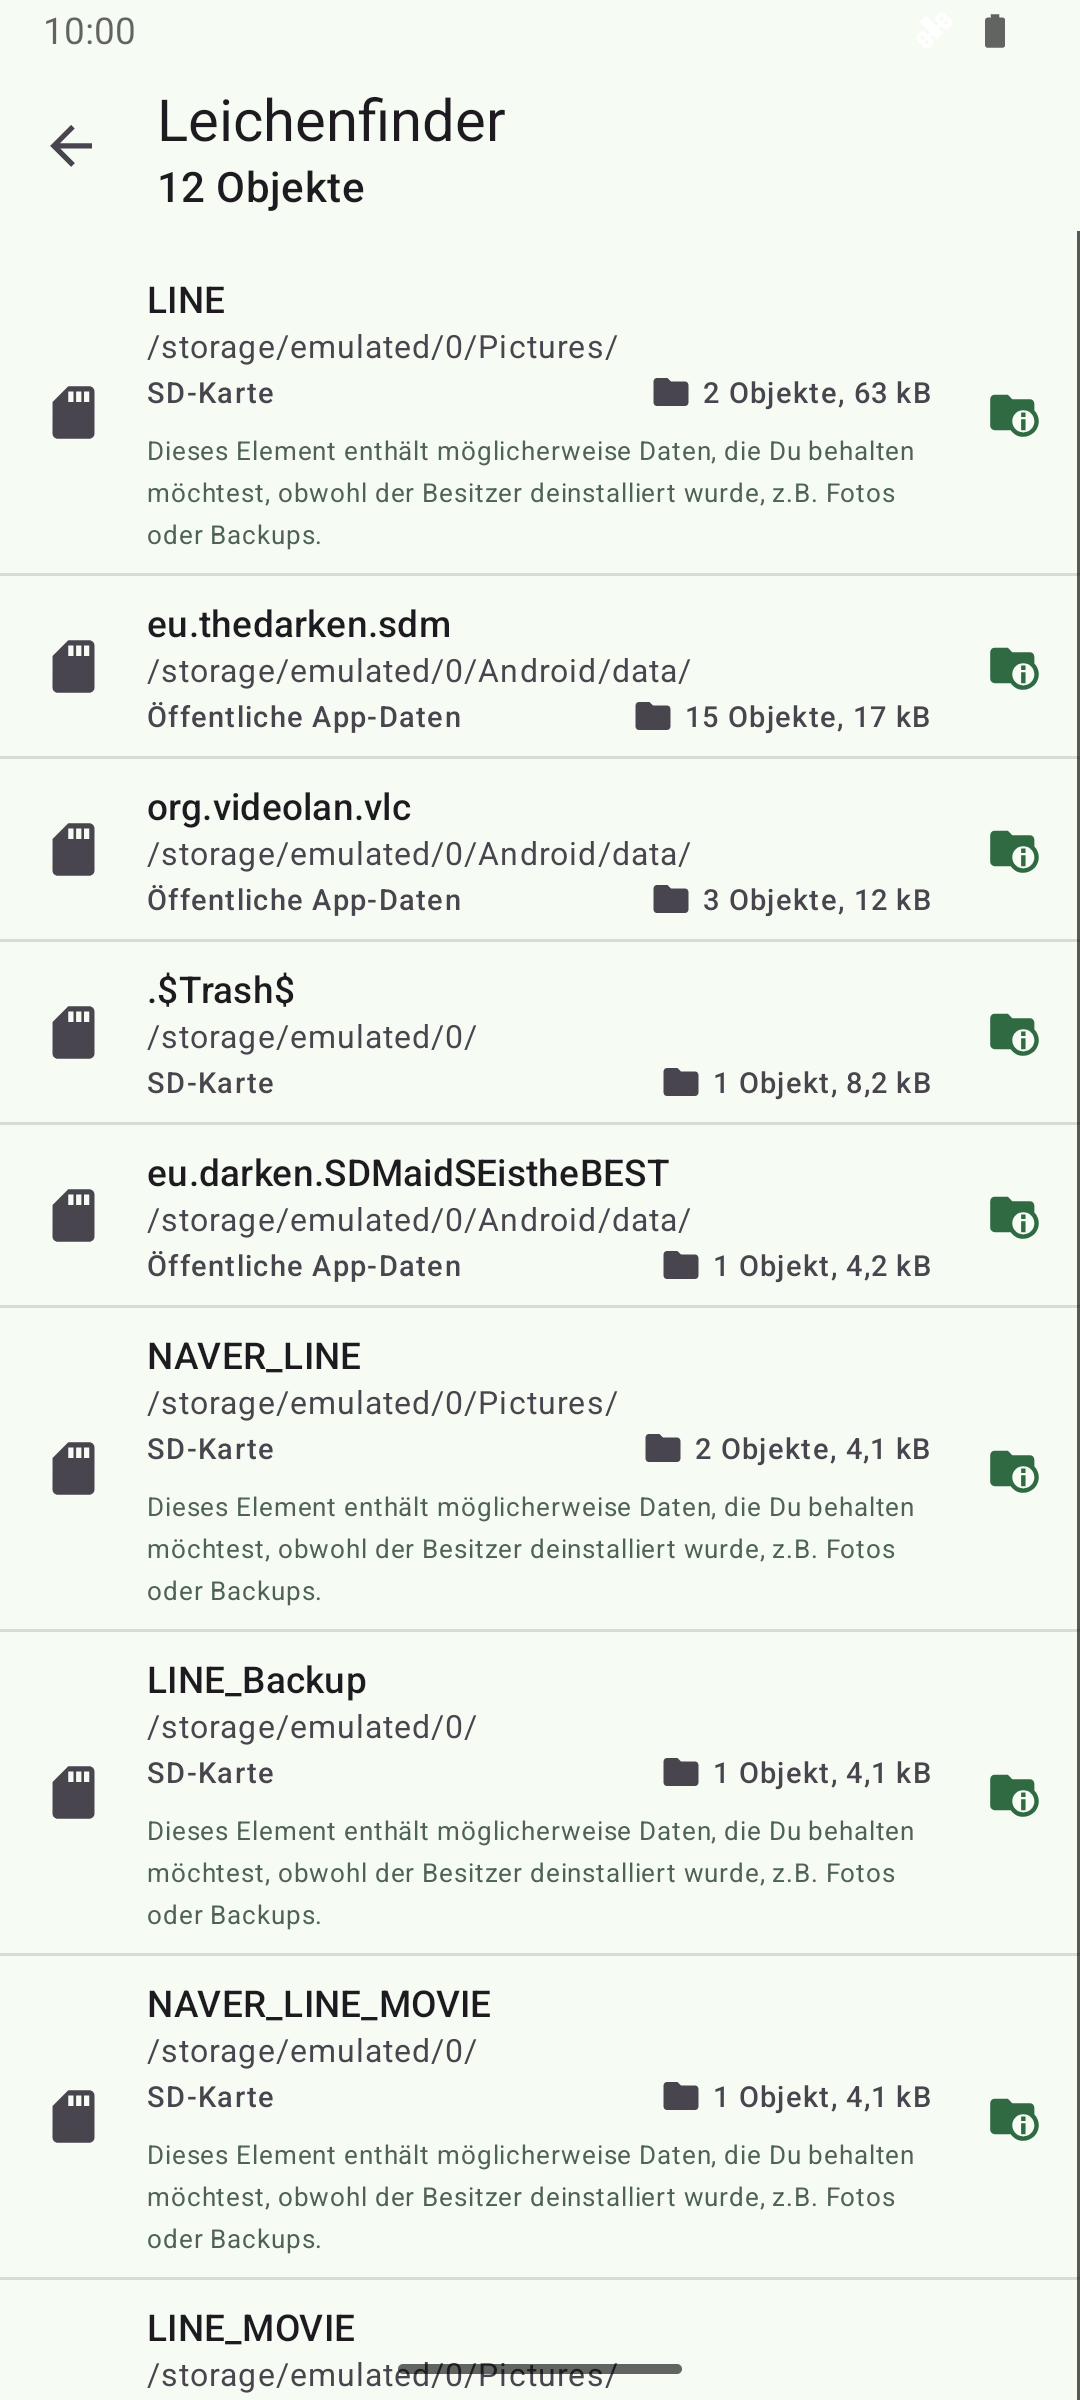 10:00
Leichenfinder
12 Objekte
LINE
/storage/emulated/0/Pictures/
SD-Karte 2 Objekte, 63 kB
Dieses Element enthält möglicherweise Daten, die Du behalten
möchtest, obwohl der Besitzer deinstalliert wurde, z.B. Fotos
oder Backups.
eu.thedarken.sdm
/storage/emulated/0/Android/data/
Öffentliche App-Daten 15 Objekte, 17 kB
org.videolan.vlc
/storage/emulated/0/Android/data/
Öffentliche App-Daten 3 Objekte, 12 kB
.$Trash$
/storage/emulated/0/
SD-Karte 1 Objekt, 8,2 kB
eu.darken.SDMaidSEistheBEST
/storage/emulated/0/Android/data/
Öffentliche App-Daten 1 Objekt, 4,2 kB
NAVER_LINE
/storage/emulated/0/Pictures/
SD-Karte 2 Objekte, 4,1 kB
Dieses Element enthält möglicherweise Daten, die Du behalten
möchtest, obwohl der Besitzer deinstalliert wurde, z.B. Fotos
oder Backups.
LINE_Backup
/storage/emulated/0/
SD-Karte 1 Objekt, 4,1 kB
Dieses Element enthält möglicherweise Daten, die Du behalten
möchtest, obwohl der Besitzer deinstalliert wurde, z.B. Fotos
oder Backups.
NAVER_LINE_MOVIE
/storage/emulated/0/
SD-Karte 1 Objekt, 4,1 kB
Dieses Element enthält möglicherweise Daten, die Du behalten
möchtest, obwohl der Besitzer deinstalliert wurde, z.B. Fotos
oder Backups.
LINE_MOVIE
/storage/emulated/0/Pictures/